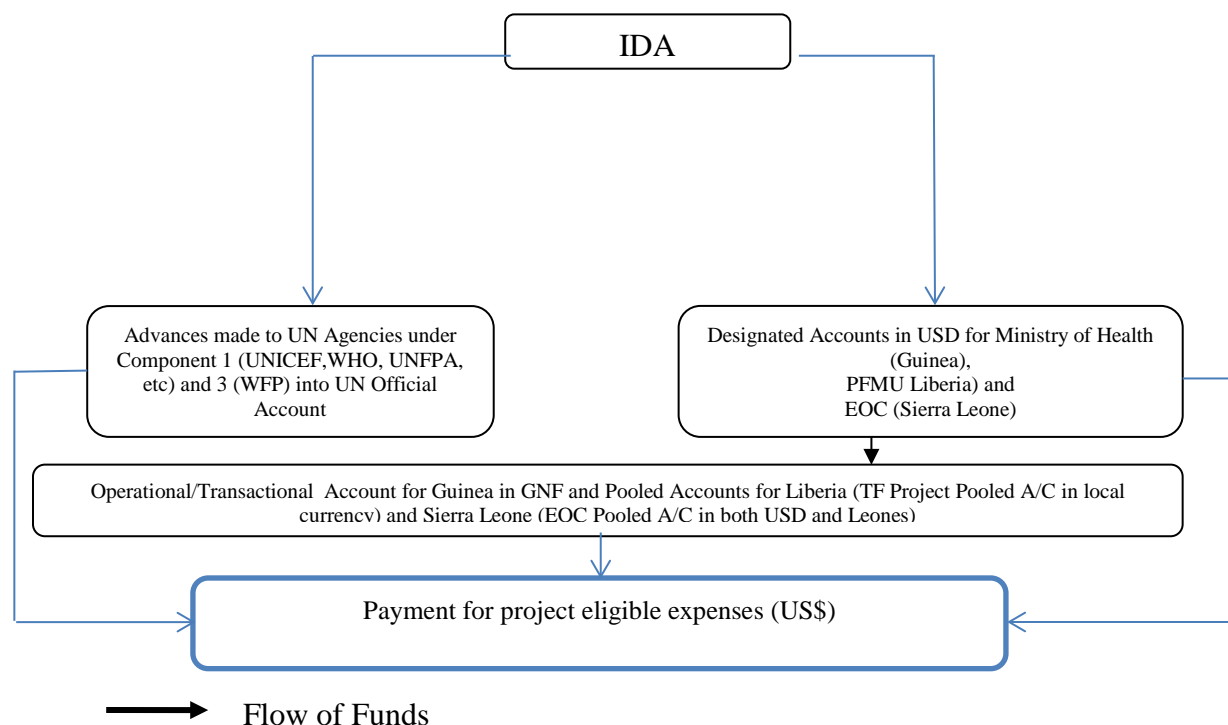 IDA
Advances made to UN Agencies under
Component 1 (UNICEF,WHO, UNFPA,
etc) and 3 (WFP) into UN Official
Account
Designated Accounts in USD for Ministry of Health
(Guinea),
PFMU Liberia) and
EOC (Sierra Leone)
Operational/Transactional Account for Guinea in GNF and Pooled Accounts for Liberia (TF Project Pooled A/C in local
currency) and Sierra Leone (EOC Pooled A/C in both USD and Leones)
Payment for project eligible expenses (US$)
Flow of Funds